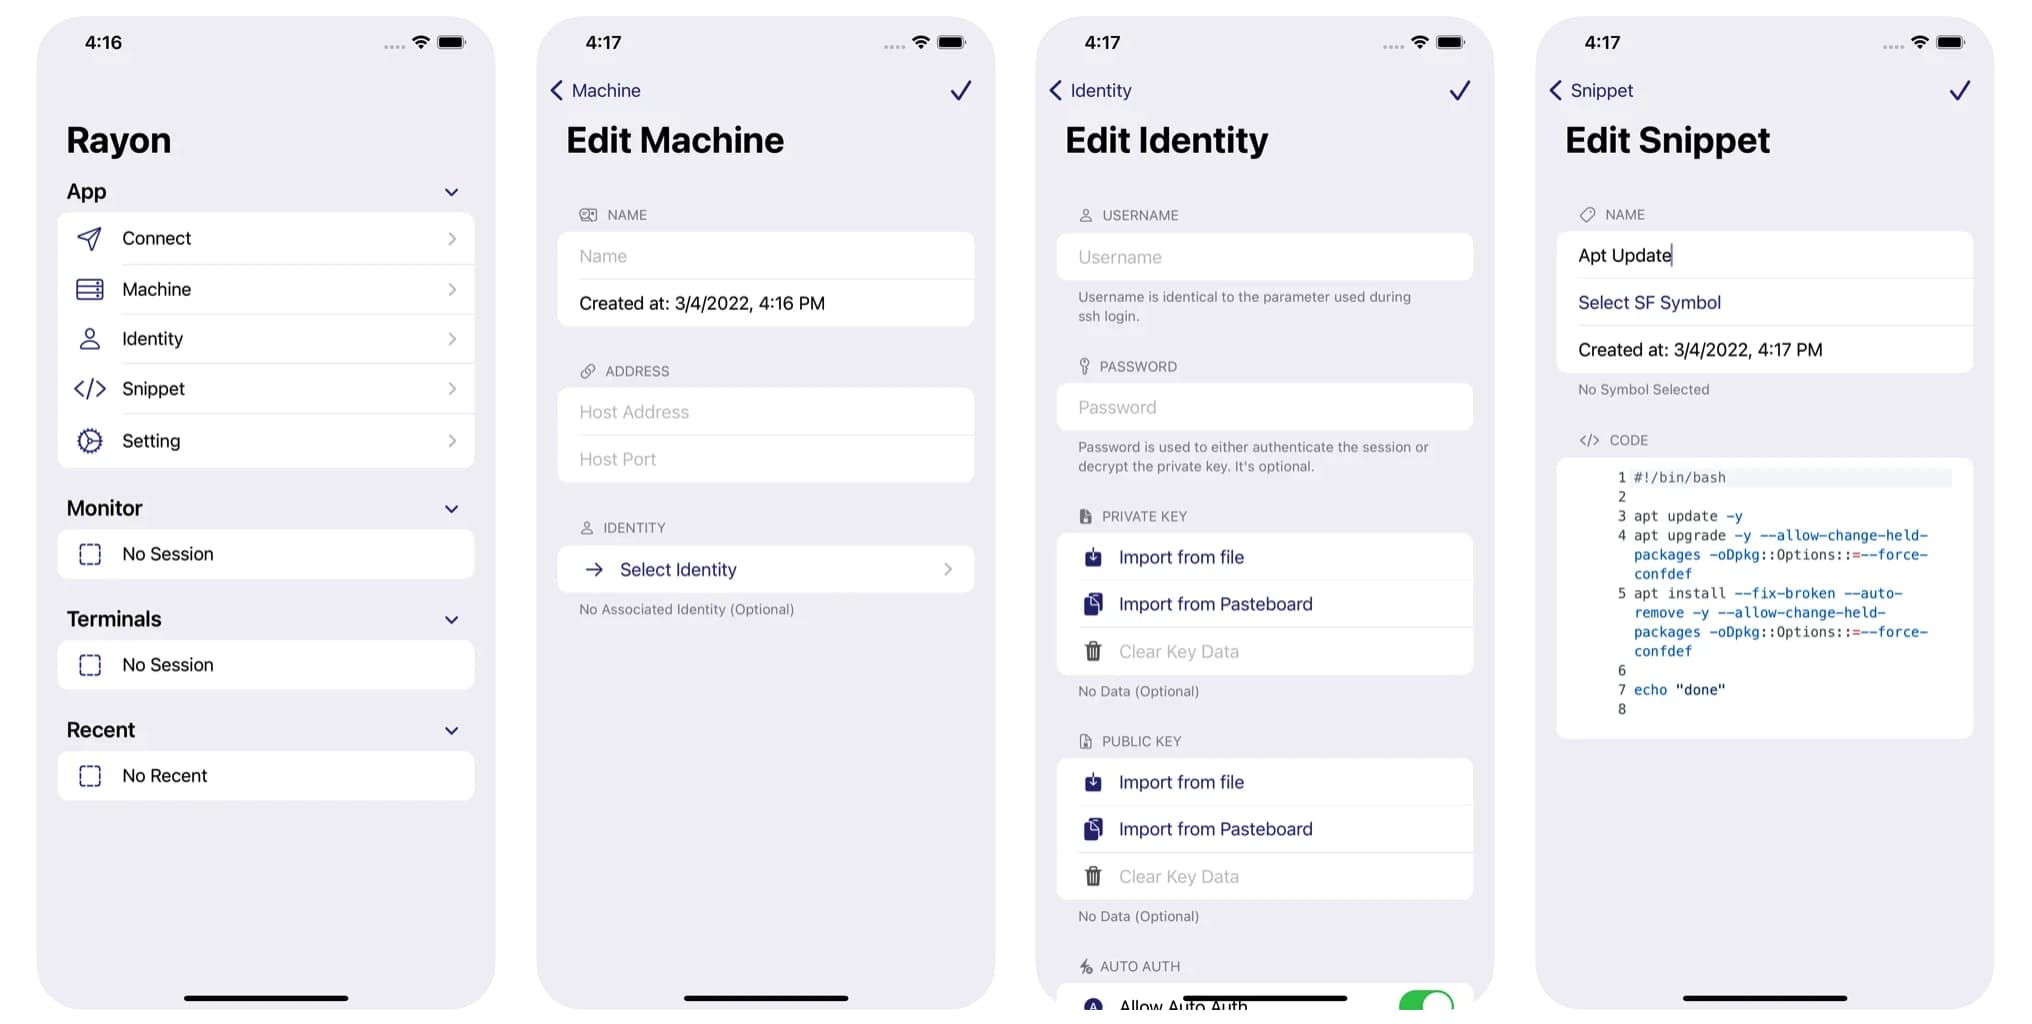 4:16
Rayon
App
Connect
Machine
Identity
Snippet
Setting
Monitor
No Session
Terminals
No Session
Recent
No Recent
4:17
Machine
Edit Machine
NAME
Name
Created at: 3/4/2022, 4:16 PM
ADDRESS
Host Address
Host Port
IDENTITY
Select Identity
No Associated Identity (Optional)
4:17
Identity
Edit Identity
USERNAME
Username
Username is identical to the parameter used during
ssh login.
PASSWORD
Password
Password is used to either authenticate the session or
decrypt the private key. It's optional.
PRIVATE KEY
Import from file
Import from Pasteboard
Clear Key Data
No Data (Optional)
PUBLIC KEY
Import from file
Import from Pasteboard
Clear Key Data
No Data (Optional)
AUTO AUTH
A Allow Auto Auth
4:17
Snippet
Edit Snippet
NAME
Apt Update
Select SF Symbol
Created at: 3/4/2022, 4:17 PM
No Symbol Selected
</> CODE
1 #!/bin/bash
2
3 apt update -y
4 apt upgrade -y --allow-change-held-
packages -oDpkg::Options::=--force-
confdef
5 apt install --fix-broken --auto-
remove -y --allow-change-held-
packages -oDpkg::Options::=--force-
confdef
6
7 echo "done"
8